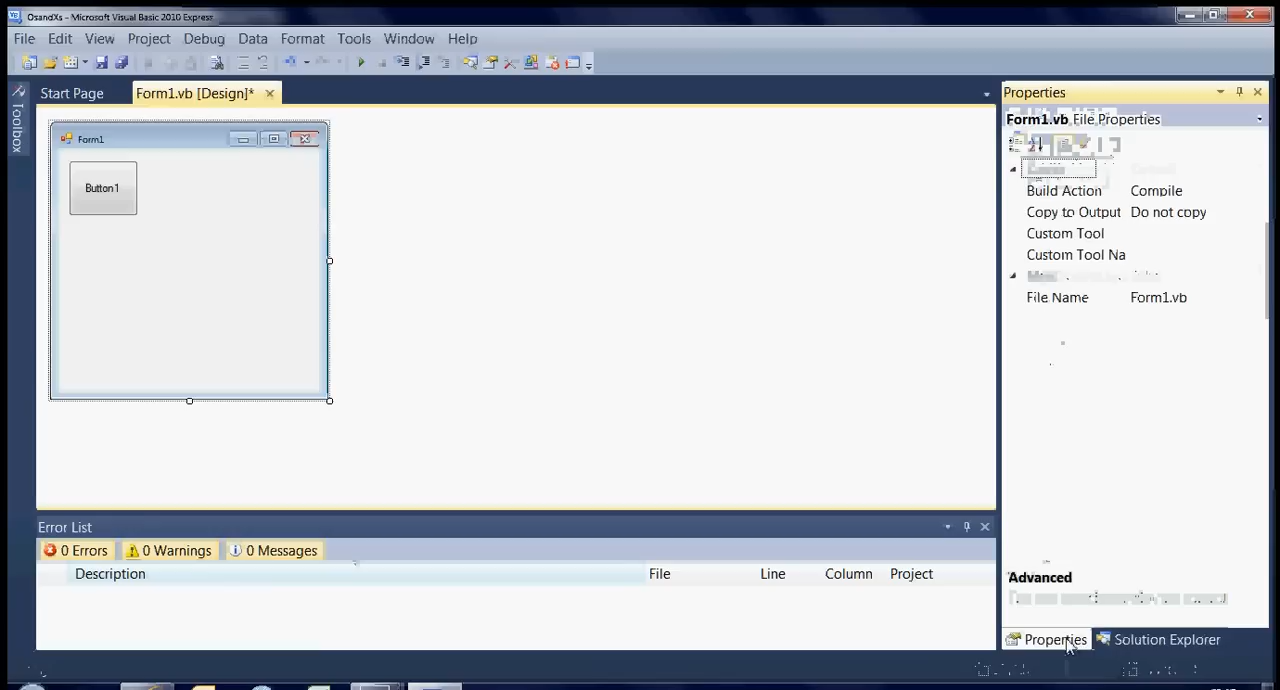 OsandXs - Microsoft Visual Basic 2010 Express
File Edit View Project Debug Data Format Tools Window Help
Toolbox
Start Page
Form1.vb [Design]*
Form1
Button1
Properties
Form1.vb File Properties
Build Action Compile
Copy to Output Do not copy
Custom Tool
Custom Tool Na
File Name Form1.vb
Advanced
Properties Solution Explorer
Error List
0 Errors 0 Warnings 0 Messages
Description File Line Column Project